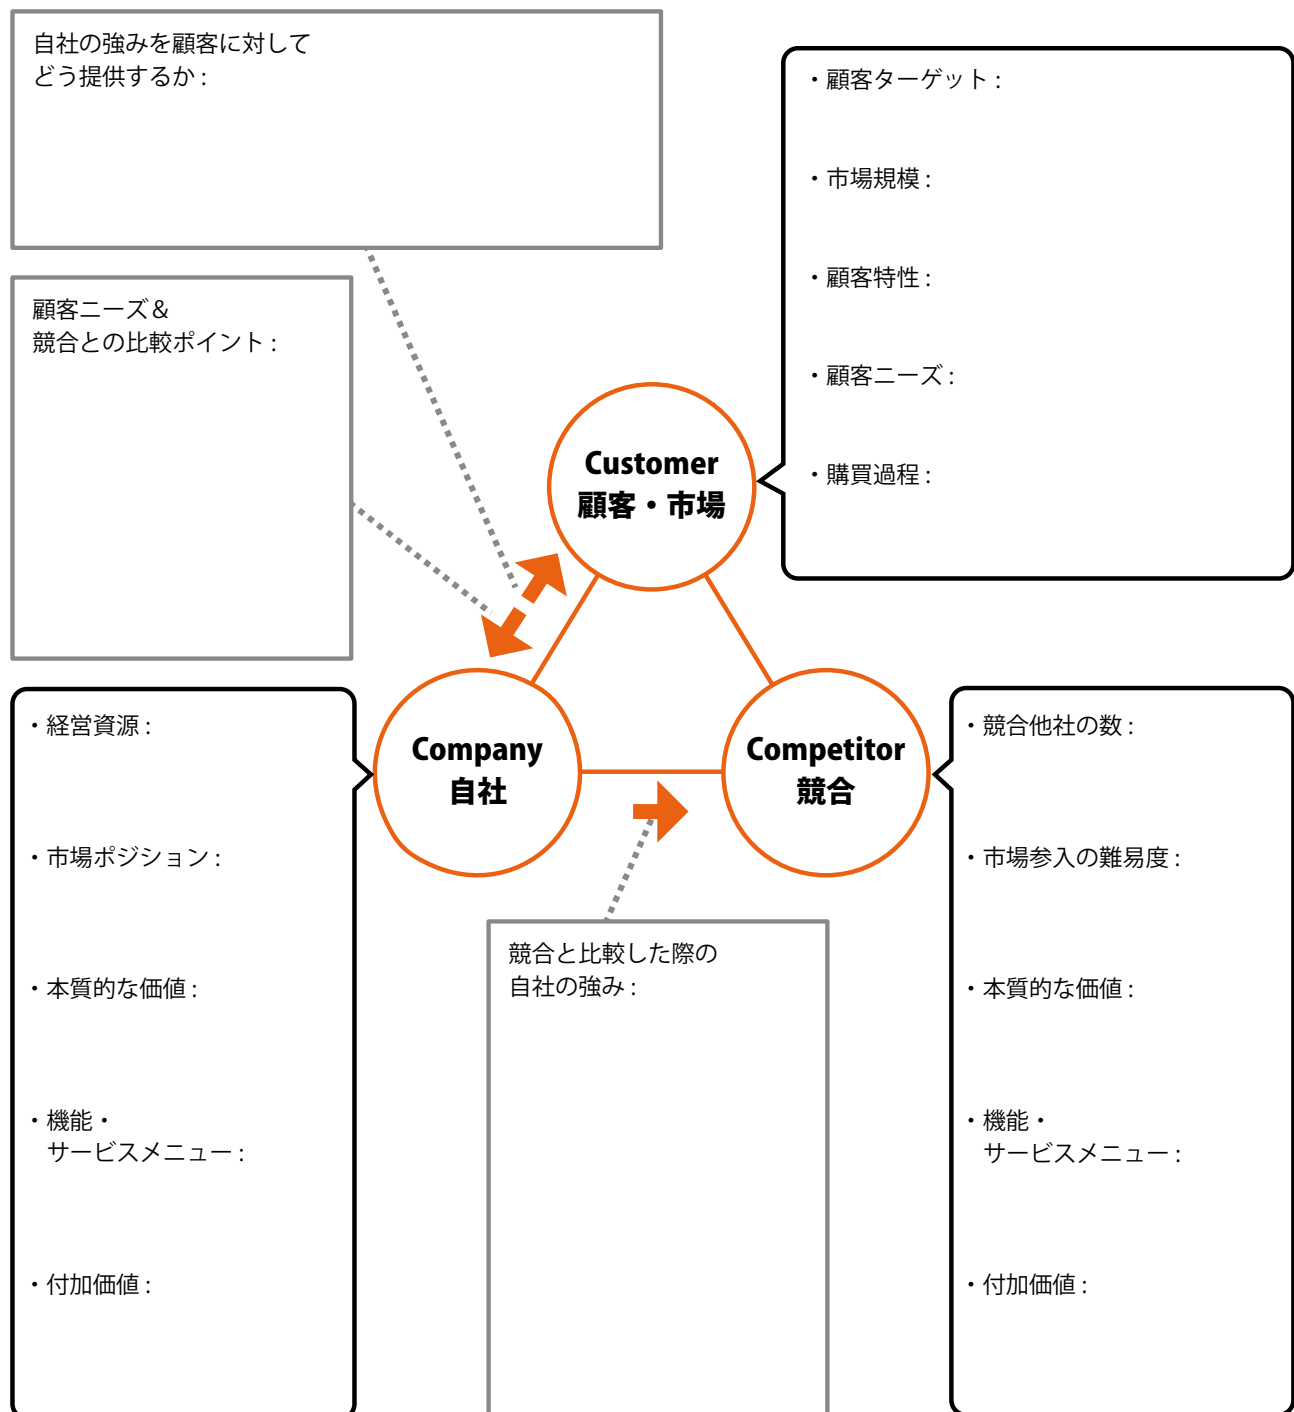 自社の強みを顧客に対して
どう提供するか :
・顧客ターゲット :
・市場規模 :
・顧客特性 :
・顧客ニーズ :
・購買過程 :
顧客ニーズ＆
競合との比較ポイント :
Customer
顧客・市場
Company
自社
Competitor
競合
・経営資源 :
・市場ポジション :
・本質的な価値 :
・機能・
サービスメニュー :
・付加価値 :
競合と比較した際の
自社の強み :
・競合他社の数 :
・市場参入の難易度 :
・本質的な価値 :
・機能・
サービスメニュー :
・付加価値 :